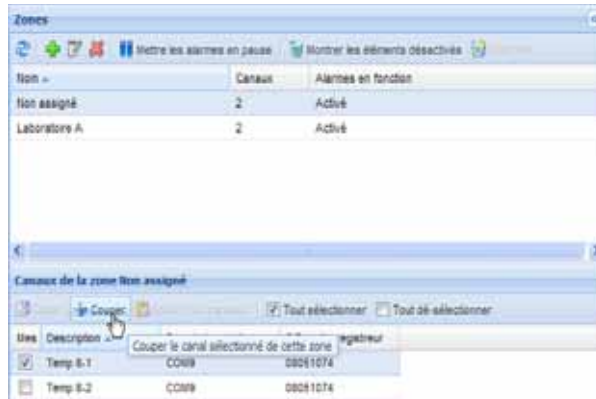 Zones
Mettre les alarmes en pause Montrer les éléments désactivés
Nom Canaux Alarmes en fonction
Non assigné 2 Activé
Laboratoire A 2 Activé
Canaux de la zone Non assigné
Couper Tout sélectionner Tout dé-sélectionner
Description
Couper le canal sélectionné de cette zone
Temp 8-1 COM9 08061074
Temp 8-2 COM9 08061074